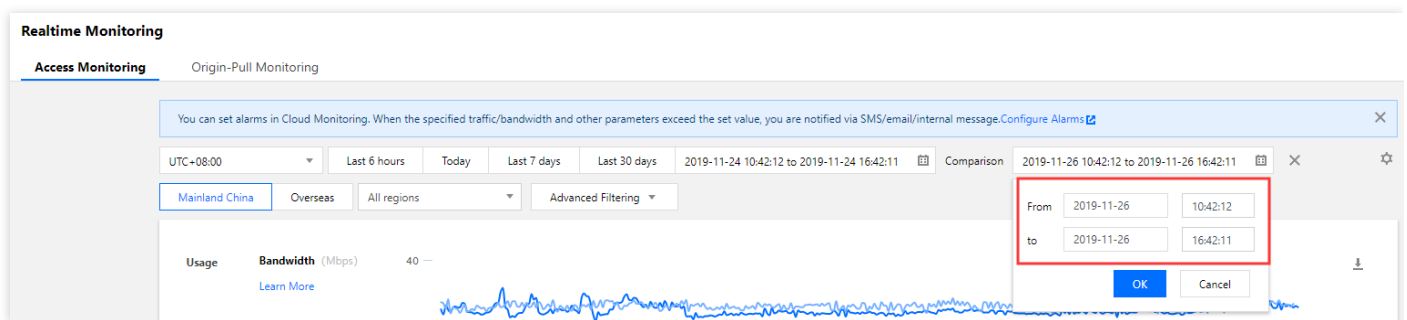 Realtime Monitoring
Access Monitoring Origin-Pull Monitoring
You can set alarms in Cloud Monitoring. When the specified traffic/bandwidth and other parameters exceed the set value, you are notified via SMS/email/internal message.Configure Alarms
UTC+08:00 Last 6 hours Today Last 7 days Last 30 days 2019-11-24 10:42:12 to 2019-11-24 16:42:11 Comparison 2019-11-26 10:42:12 to 2019-11-26 16:42:11
Mainland China Overseas All regions Advanced Filtering
From 2019-11-26 10:42:12
to 2019-11-26 16:42:11
Usage Bandwidth (Mbps) 40
Learn More
OK Cancel